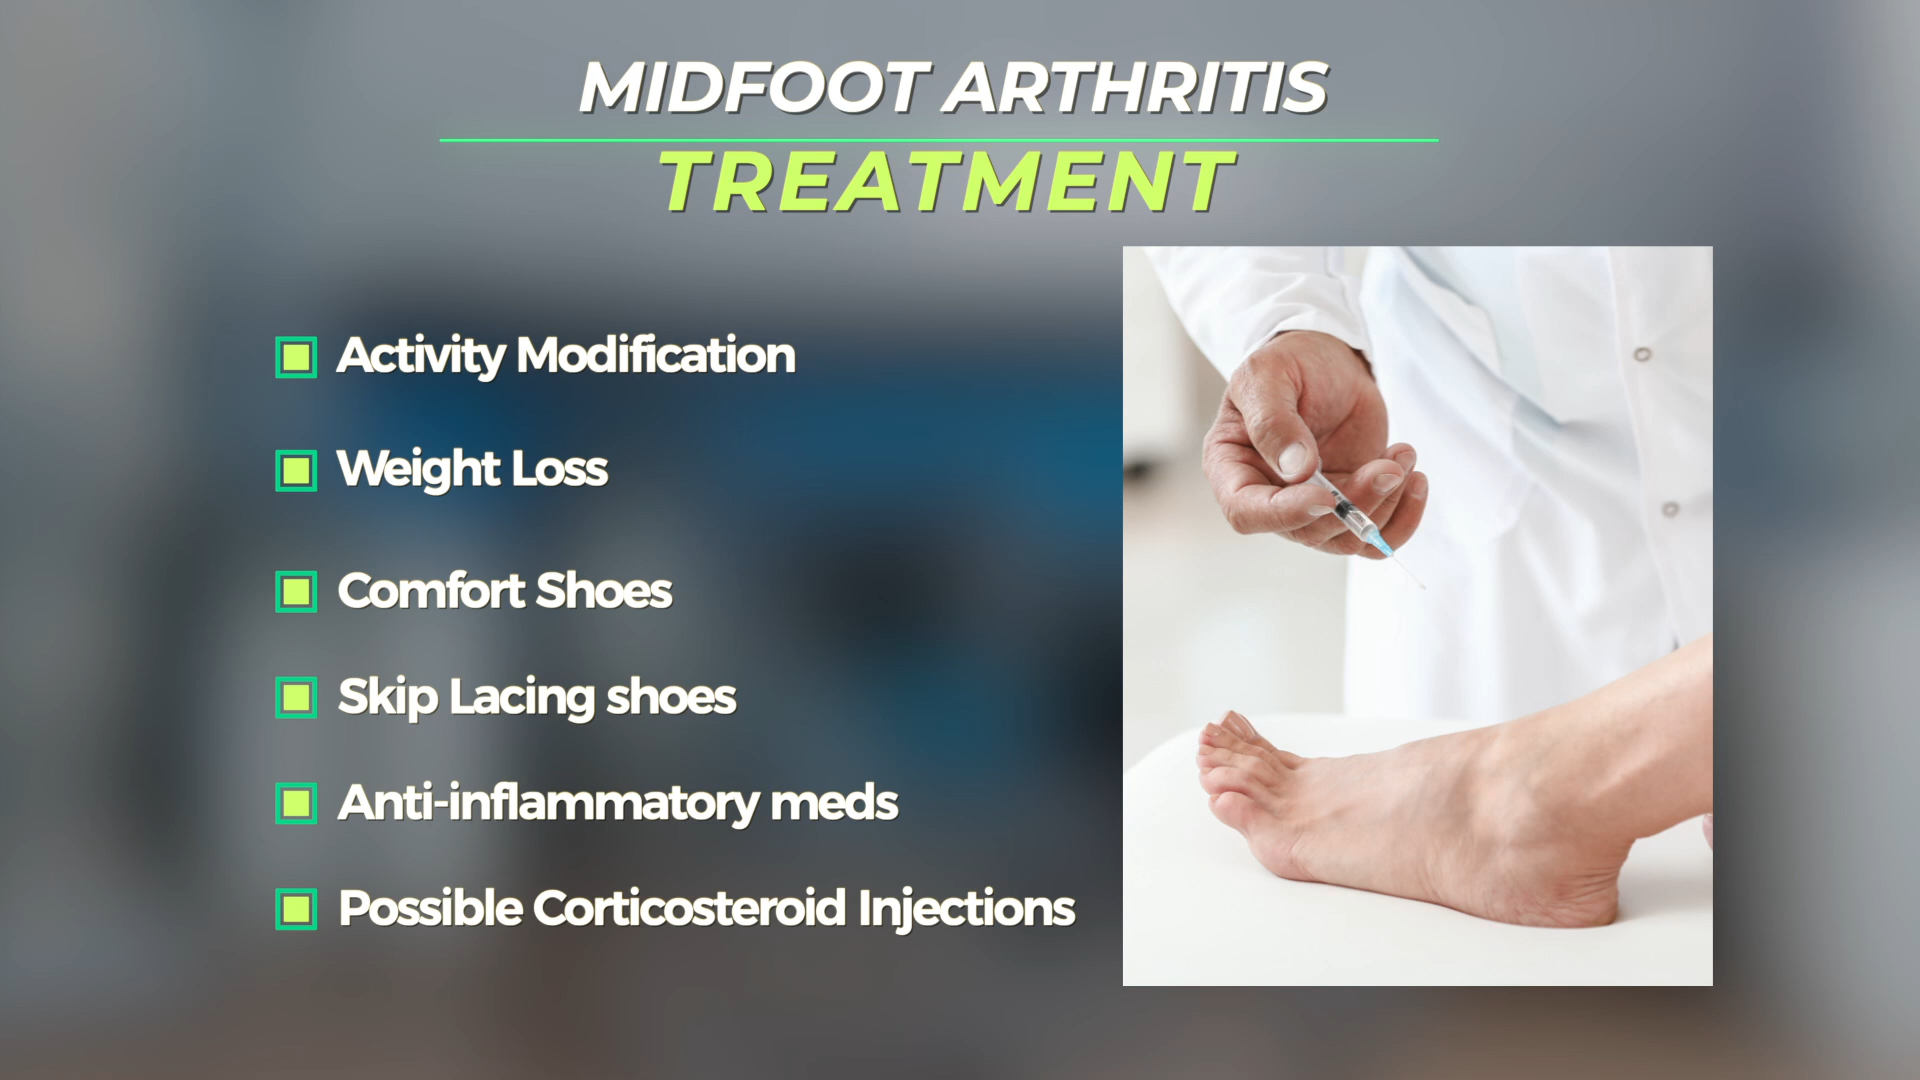 MIDFOOT ARTHRITIS
TREATMENT
Activity Modification
Weight Loss
Comfort Shoes
Skip Lacing shoes
Anti-inflammatory meds
Possible Corticosteroid Injections